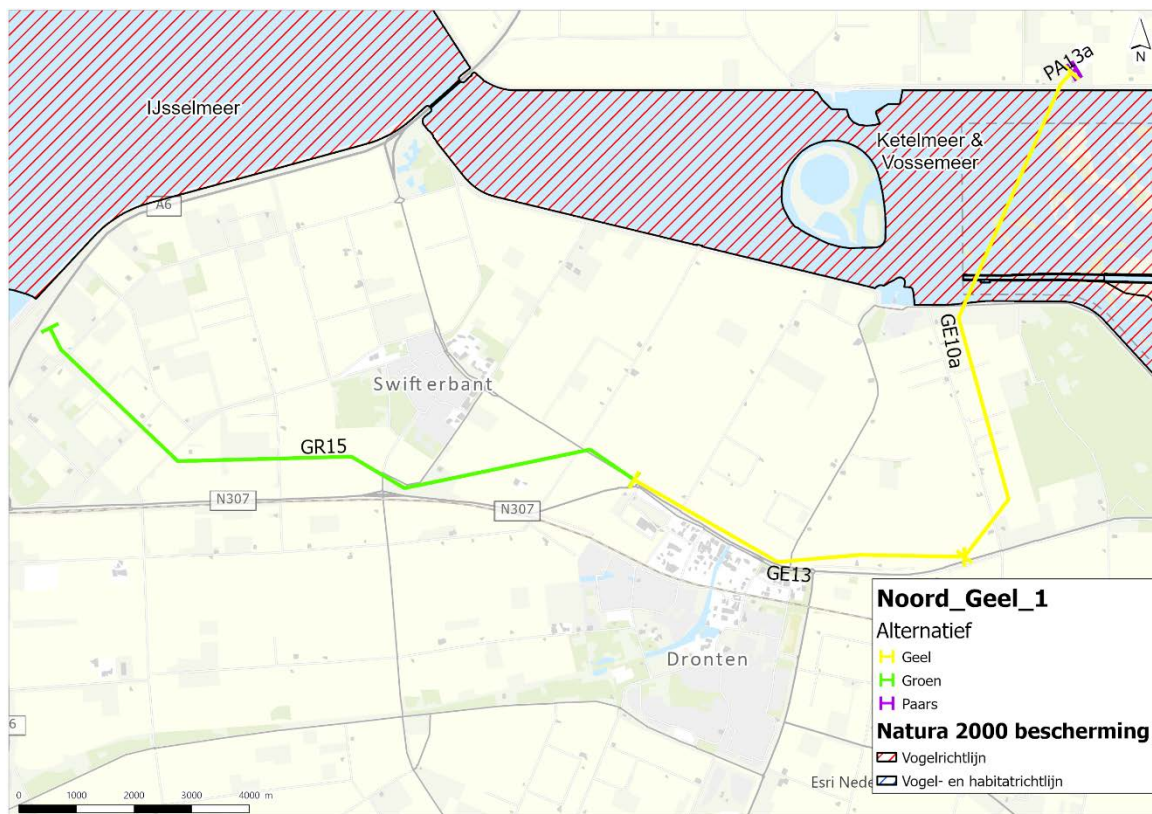 IJsselmeer
PA13a
N
Ketelmeer &
Vossemeer
A6
GE10a
Swifterbant
GR15
N307
N307
GE13
Dronten
6
Noord_Geel_1
Alternatief
Geel
Groen
Paars
Natura 2000 bescherming
Vogelrichtlijn
Vogel- en habitatrichtlijn
Esri Nede
0 1000 2000 3000 4000 m